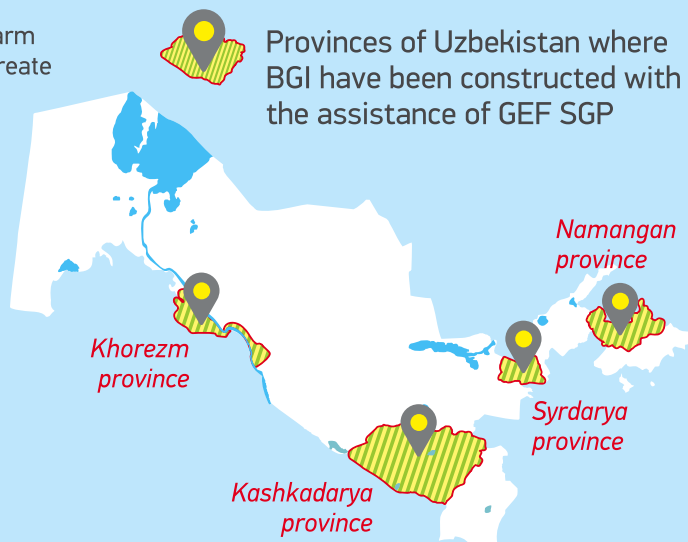 arm
reate
Provinces of Uzbekistan where
BGI have been constructed with
the assistance of GEF SGP
Namangan
province
Khorezm
province
Syrdarya
province
Kashkadarya
province